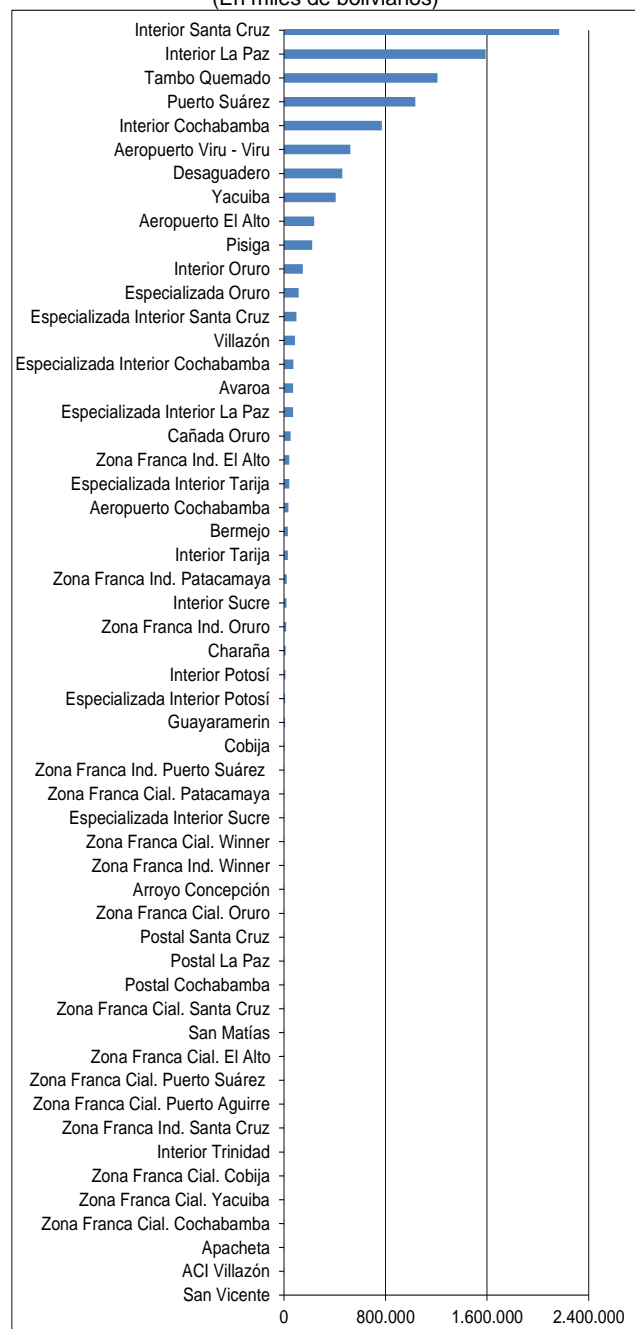 (En miles de bolivianos)
Interior Santa Cruz
Interior La Paz
Tambo Quemado
Puerto Suárez
Interior Cochabamba
Aeropuerto Viru - Viru
Desaguadero
Yacuiba
Aeropuerto El Alto
Pisiga
Interior Oruro
Especializada Oruro
Especializada Interior Santa Cruz
Villazón
Especializada Interior Cochabamba
Avaroa
Especializada Interior La Paz
Cañada Oruro
Zona Franca Ind. El Alto
Especializada Interior Tarija
Aeropuerto Cochabamba
Bermejo
Interior Tarija
Zona Franca Ind. Patacamaya
Interior Sucre
Zona Franca Ind. Oruro
Charaña
Interior Potosí
Especializada Interior Potosí
Guayaramerin
Cobija
Zona Franca Ind. Puerto Suárez
Zona Franca Cial. Patacamaya
Especializada Interior Sucre
Zona Franca Cial. Winner
Zona Franca Ind. Winner
Arroyo Concepción
Zona Franca Cial. Oruro
Postal Santa Cruz
Postal La Paz
Postal Cochabamba
Zona Franca Cial. Santa Cruz
San Matías
Zona Franca Cial. El Alto
Zona Franca Cial. Puerto Suárez
Zona Franca Cial. Puerto Aguirre
Zona Franca Ind. Santa Cruz
Interior Trinidad
Zona Franca Cial. Cobija
Zona Franca Cial. Yacuiba
Zona Franca Cial. Cochabamba
Apacheta
ACI Villazón
San Vicente
0 800.000 1.600.000 2.400.000